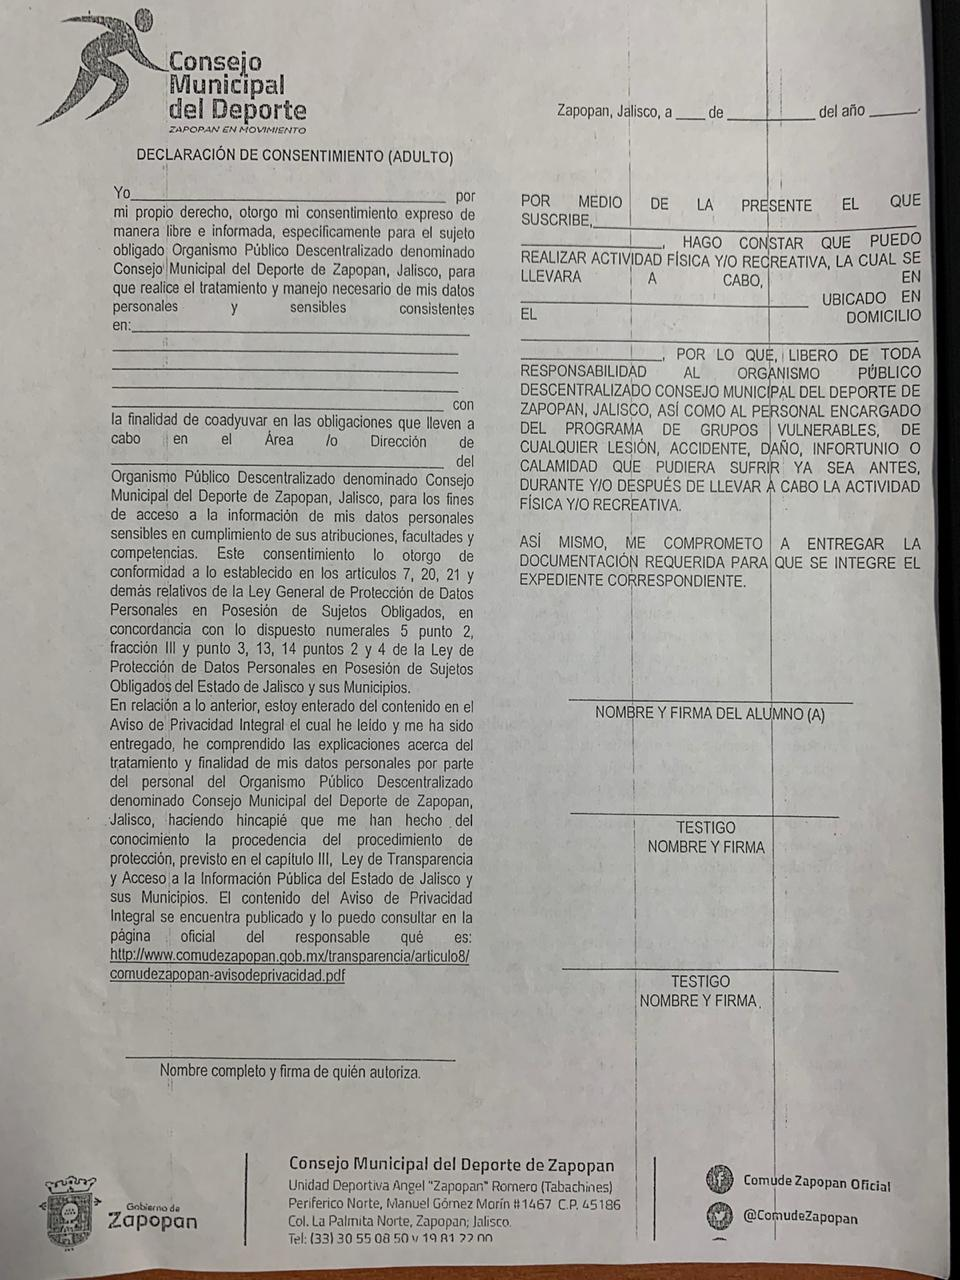 Consejo
Municipal
del Deporte
ZAPOPAN EN MOVIMIENTO
Zapopan, Jalisco, a ____ de __________ del año ______.
DECLARACIÓN DE CONSENTIMIENTO (ADULTO)
Yo______________________________________ por
mi propio derecho, otorgo mi consentimiento expreso de
manera libre e informada, específicamente para el sujeto
obligado Organismo Público Descentralizado denominado
Consejo Municipal del Deporte de Zapopan, Jalisco, para
que realice el tratamiento y manejo necesario de mis datos
personales y sensibles consistentes
en:__________________________________________
__________________________________________
__________________________________________
__________________________________________
________________________________________ con
la finalidad de coadyuvar en las obligaciones que lleven a
cabo en el Área /o Dirección de
________________________________________ del
Organismo Público Descentralizado denominado Consejo
Municipal del Deporte de Zapopan, Jalisco, para los fines
de acceso a la información de mis datos personales
sensibles en cumplimiento de sus atribuciones, facultades y
competencias. Este consentimiento lo otorgo de
conformidad a lo establecido en los artículos 7, 20, 21 y
demás relativos de la Ley General de Protección de Datos
Personales en Posesión de Sujetos Obligados, en
concordancia con lo dispuesto numerales 5 punto 2,
fracción III y punto 3, 13, 14 puntos 2 y 4 de la Ley de
Protección de Datos Personales en Posesión de Sujetos
Obligados del Estado de Jalisco y sus Municipios.
En relación a lo anterior, estoy enterado del contenido en el
Aviso de Privacidad Integral el cual he leído y me ha sido
entregado, he comprendido las explicaciones acerca del
tratamiento y finalidad de mis datos personales por parte
del personal del Organismo Público Descentralizado
denominado Consejo Municipal del Deporte de Zapopan,
Jalisco, haciendo hincapié que me han hecho del
conocimiento la procedencia del procedimiento de
protección, previsto en el capítulo III, Ley de Transparencia
y Acceso a la Información Pública del Estado de Jalisco y
sus Municipios. El contenido del Aviso de Privacidad
Integral se encuentra publicado y lo puedo consultar en la
página oficial del responsable qué es:
http://www.comudezapopan.gob.mx/transparencia/articulo8/
comudezapopan-avisodeprivacidad.pdf
Nombre completo y firma de quién autoriza.
POR MEDIO DE LA PRESENTE EL QUE
SUSCRIBE,________________________________________
_________________, HAGO CONSTAR QUE PUEDO
REALIZAR ACTIVIDAD FÍSICA Y/O RECREATIVA, LA CUAL SE
LLEVARA A CABO, EN
___________________________________ UBICADO EN
EL DOMICILIO
________________________________________________
_________________, POR LO QUE, LIBERO DE TODA
RESPONSABILIDAD AL ORGANISMO PÚBLICO
DESCENTRALIZADO CONSEJO MUNICIPAL DEL DEPORTE DE
ZAPOPAN, JALISCO, ASÍ COMO AL PERSONAL ENCARGADO
DEL PROGRAMA DE GRUPOS VULNERABLES, DE
CUALQUIER LESIÓN, ACCIDENTE, DAÑO, INFORTUNIO O
CALAMIDAD QUE PUDIERA SUFRIR YA SEA ANTES,
DURANTE Y/O DESPUÉS DE LLEVAR A CABO LA ACTIVIDAD
FÍSICA Y/O RECREATIVA.
ASÍ MISMO, ME COMPROMETO A ENTREGAR LA
DOCUMENTACIÓN REQUERIDA PARA QUE SE INTEGRE EL
EXPEDIENTE CORRESPONDIENTE.
NOMBRE Y FIRMA DEL ALUMNO (A)
TESTIGO
NOMBRE Y FIRMA
TESTIGO
NOMBRE Y FIRMA
Gobierno de
Zapopan
Consejo Municipal del Deporte de Zapopan
Unidad Deportiva Angel "Zapopan" Romero (Tabachines)
Periferico Norte, Manuel Gómez Morín #1467 C.P. 45186
Col. La Palmita Norte, Zapopan; Jalisco.
Tel: (33) 30 55 08 50 y 19 81 22 00
Comude Zapopan Oficial
@ComudeZapopan